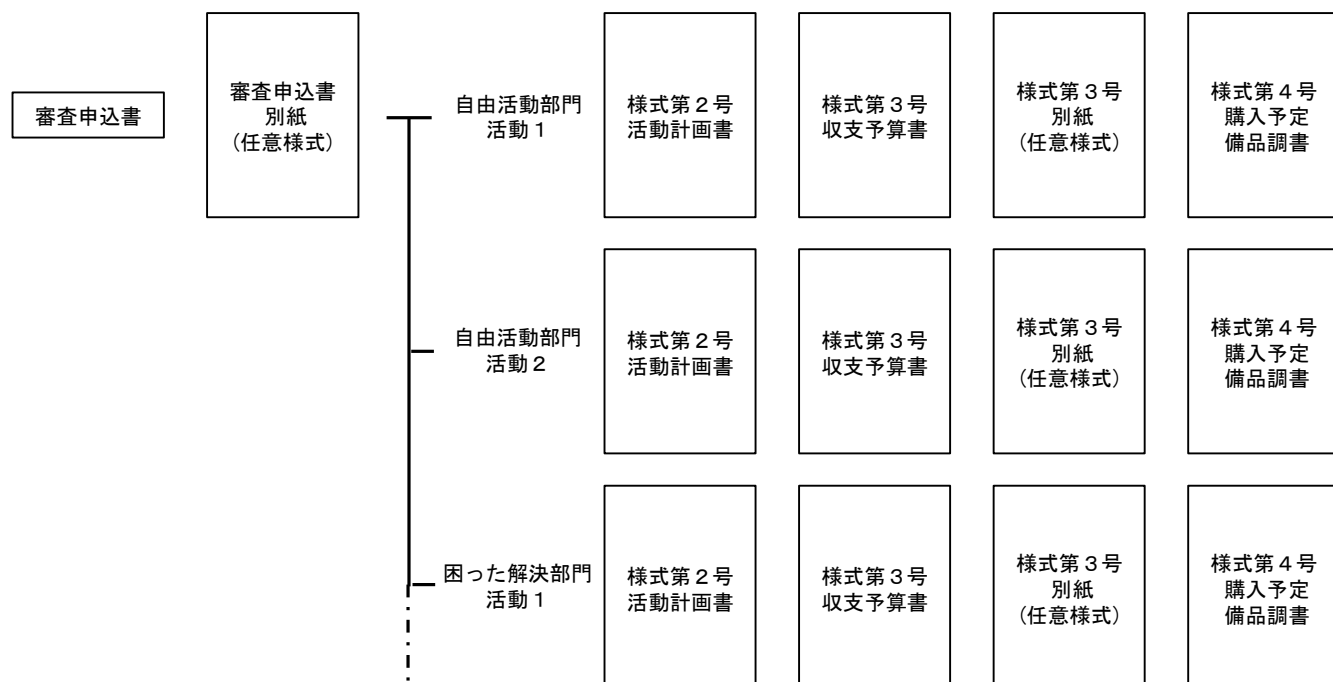 審査申込書
審査申込書
別紙
(任意様式)
自由活動部門
活動１
様式第２号
活動計画書
様式第３号
収支予算書
様式第３号
別紙
(任意様式)
様式第４号
購入予定
備品調書
自由活動部門
活動２
様式第２号
活動計画書
様式第３号
収支予算書
様式第３号
別紙
(任意様式)
様式第４号
購入予定
備品調書
困った解決部門
活動１
様式第２号
活動計画書
様式第３号
収支予算書
様式第３号
別紙
(任意様式)
様式第４号
購入予定
備品調書